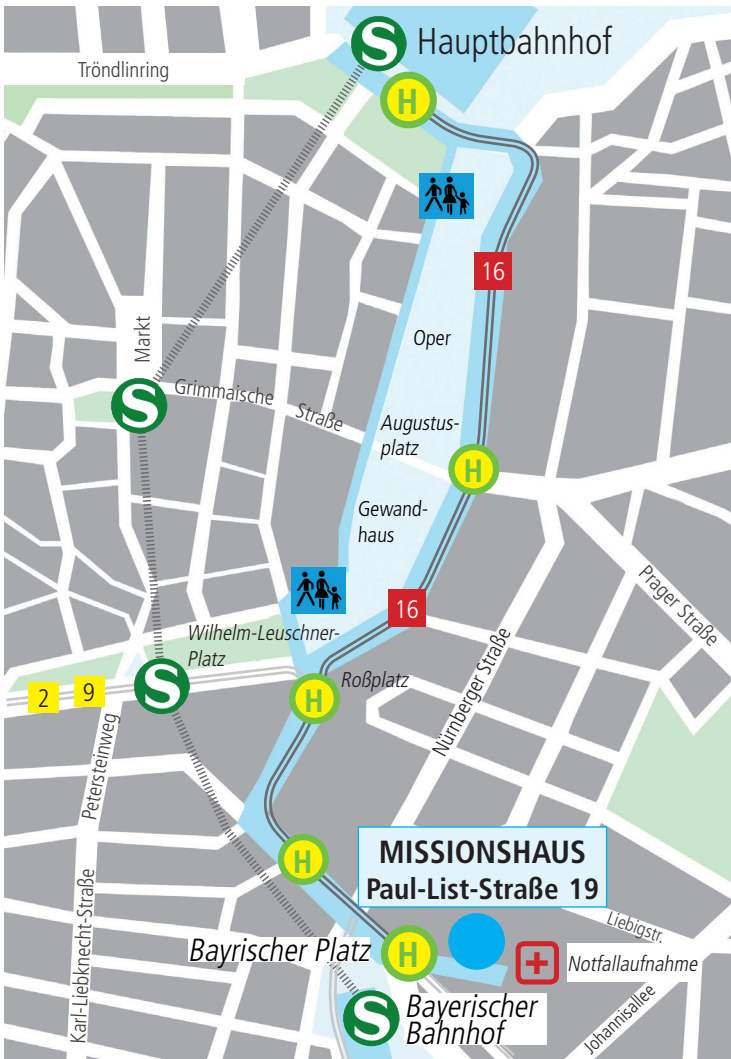 S Hauptbahnhof
Tröndlinring
H
16
Oper
Markt
S
Grimmaische Straße
Augustus-
platz
H
Gewand-
haus
16
Prager Straße
Wilhelm-Leuschner-
Platz
S
2 9
Roßplatz
H
Nürnberger Straße
Petersteinweg
H
MISSIONSHAUS
Paul-List-Straße 19
Karl-Liebknecht-Straße
Liebigstr.
Bayrischer Platz
H
Notfallaufnahme
S
Bayerischer
Bahnhof
Johannisallee